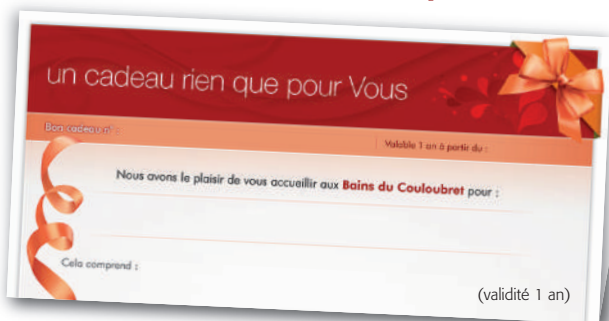 un cadeau rien que pour Vous
Bon cadeau n° :
Valable 1 an à partir du :
Nous avons le plaisir de vous accueillir aux Bains du Couloubret pour :
Cela comprend :
(validité 1 an)